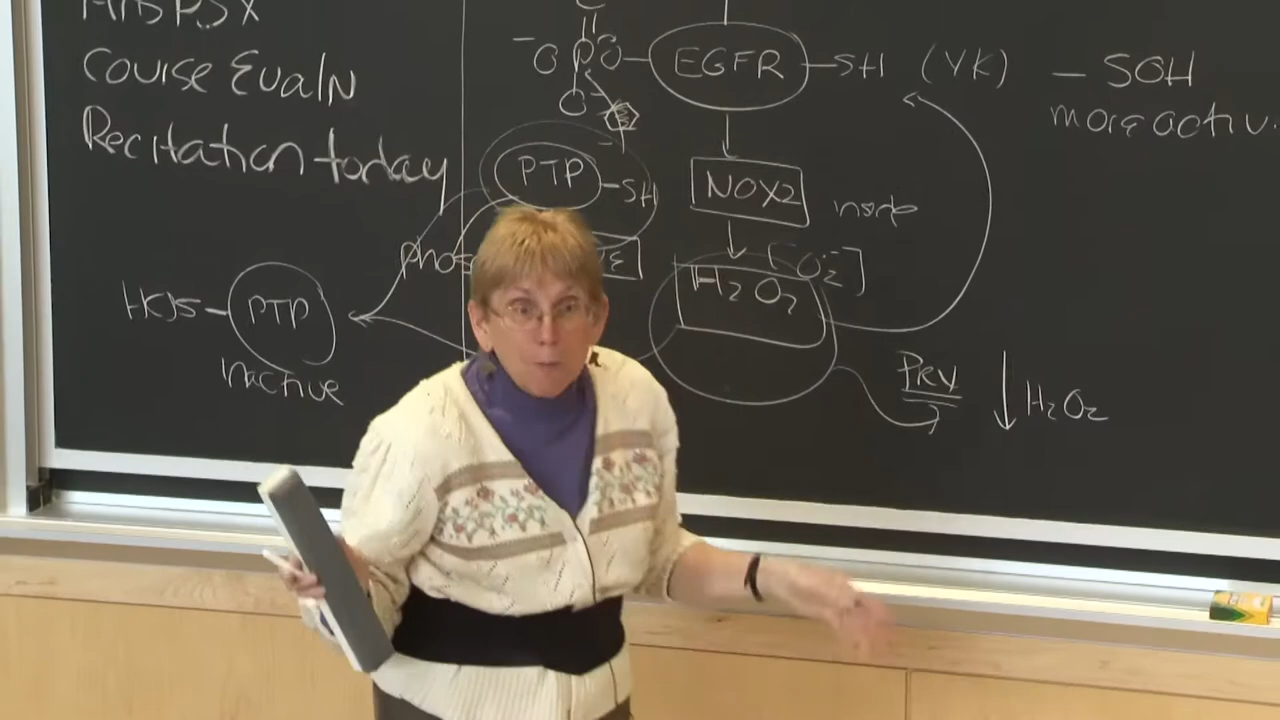 Course Evaln
Recitation today
O P O EGFR SH (YK) – SOH
O
more activ
PTP SH
NOX2 node
[O2-]
H2O2
HOS PTP
inactive
Prx ↓ H2O2